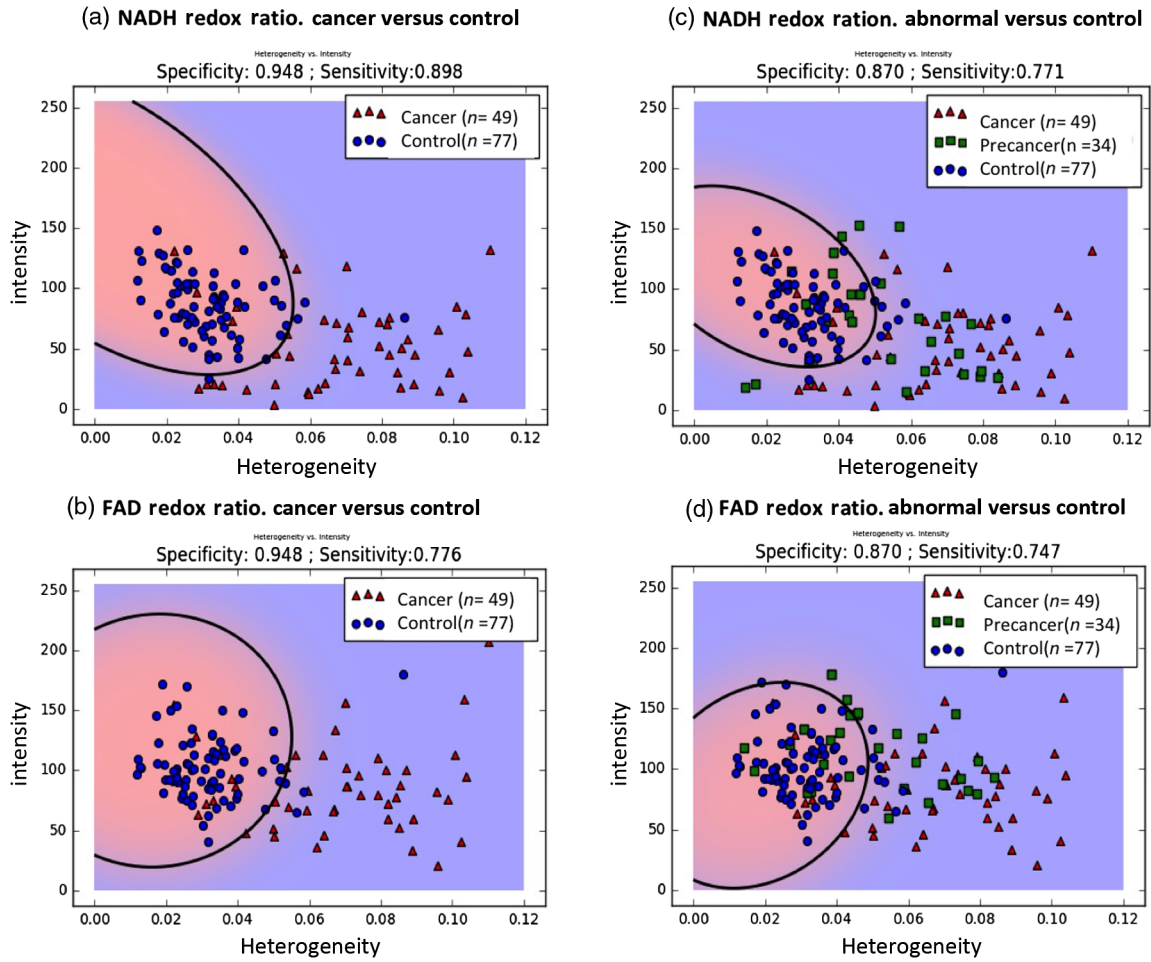 (a) NADH redox ratio. cancer versus control
Heterogeneity vs. Intensity
Specificity: 0.948 ; Sensitivity:0.898
Cancer (n= 49)
Control(n =77)
250
200
150
100
50
0
intensity
0.00 0.02 0.04 0.06 0.08 0.10 0.12
Heterogeneity
(c) NADH redox ration. abnormal versus control
Heterogeneity vs. Intensity
Specificity: 0.870 ; Sensitivity:0.771
Cancer (n= 49)
Precancer(n =34)
Control(n =77)
250
200
150
100
50
0
intensity
0.00 0.02 0.04 0.06 0.08 0.10 0.12
Heterogeneity
(b) FAD redox ratio. cancer versus control
Heterogeneity vs. Intensity
Specificity: 0.948 ; Sensitivity:0.776
Cancer (n= 49)
Control(n =77)
250
200
150
100
50
0
intensity
0.00 0.02 0.04 0.06 0.08 0.10 0.12
Heterogeneity
(d) FAD redox ratio. abnormal versus control
Heterogeneity vs. Intensity
Specificity: 0.870 ; Sensitivity:0.747
Cancer (n= 49)
Precancer(n =34)
Control(n =77)
250
200
150
100
50
0
intensity
0.00 0.02 0.04 0.06 0.08 0.10 0.12
Heterogeneity